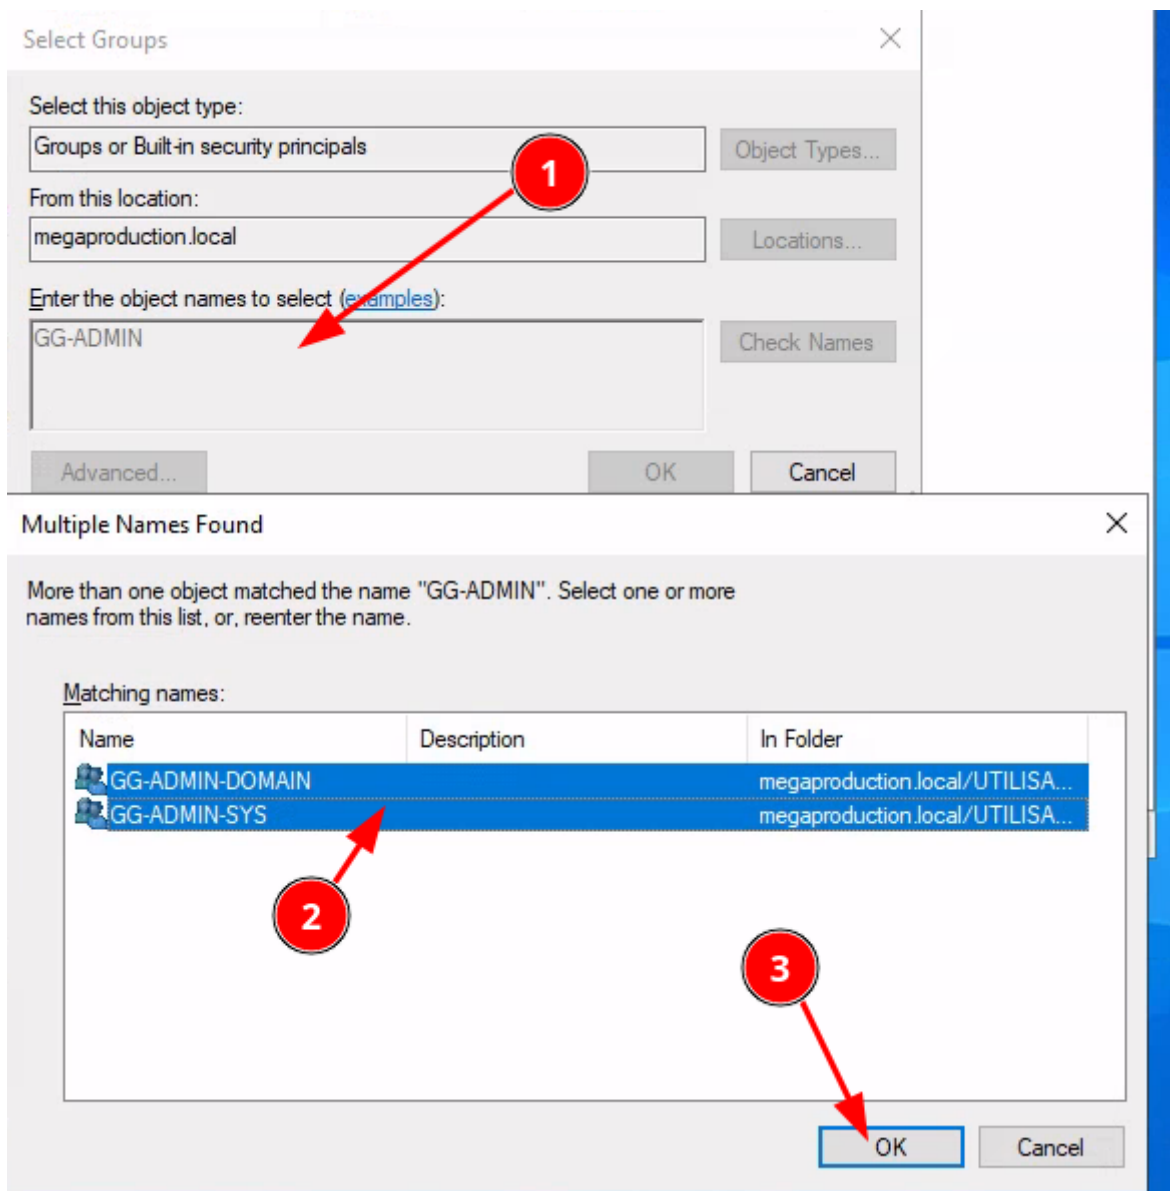 Select Groups
Select this object type:
Groups or Built-in security principals
Object Types...
1
From this location:
megaproduction.local
Locations...
Enter the object names to select (examples):
GG-ADMIN
Check Names
Advanced...
OK
Cancel
Multiple Names Found
More than one object matched the name "GG-ADMIN". Select one or more
names from this list, or, reenter the name.
Matching names:
Name Description In Folder
GG-ADMIN-DOMAIN megaproduction.local/UTILISA...
GG-ADMIN-SYS megaproduction.local/UTILISA...
2
3
OK
Cancel